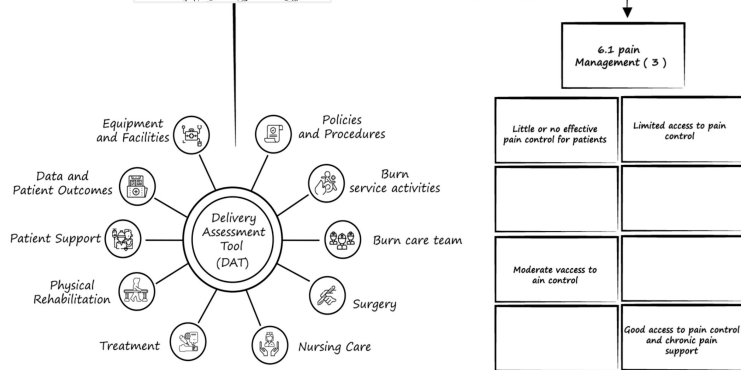 Equipment
and Facilities
Policies
and Procedures
Data and
Patient Outcomes
Burn
service activities
Patient Support
Delivery
Assessment
Tool
(DAT)
Burn care team
Physical
Rehabilitation
Surgery
Treatment
Nursing Care
6.1 pain
Management ( 3 )
Little or no effective
pain control for patients
Limited access to pain
control
Moderate vaccess to
ain control
Good access to pain control
and chronic pain
support